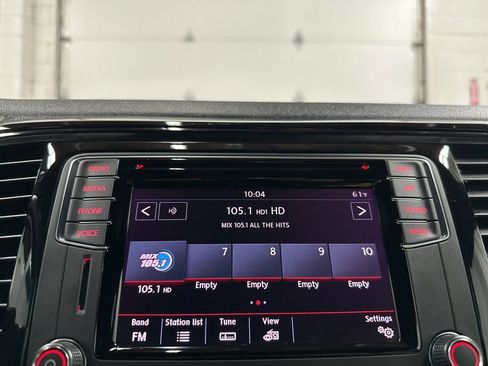 RADIO
MEDIA
PHONE
VOICE
10:04
61°F
105.1 HD1 HD
MIX 105.1 ALL THE HITS
MIX
105.1
7
8
9
10
105.1 HD
Empty
Empty
Empty
Empty
Band
Station list
Tune
View
Settings
FM
SOUND
MENU